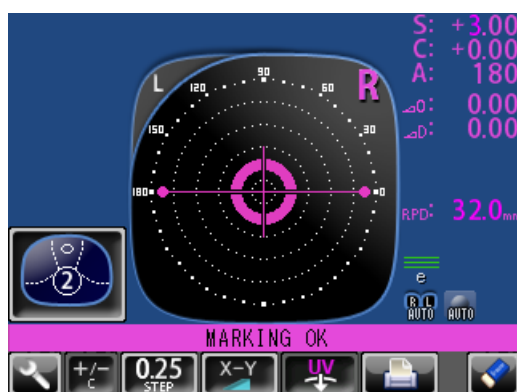 S: +3.00
C: +0.00
A: 180
⊿O: 0.00
⊿D: 0.00
L
R
90
120
60
150
30
180
0
RPD: 32.0mm
2
e
R L
AUTO
AUTO
MARKING OK
+/-
C
0.25
STEP
X-Y
UV